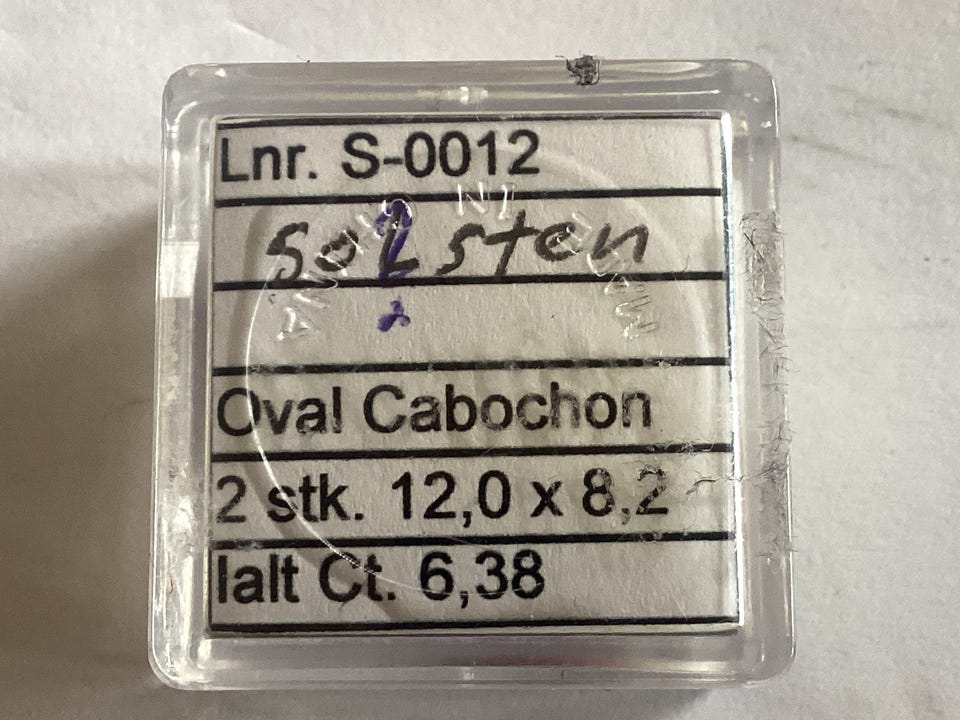 Lnr. S-0012
Solsten
Oval Cabochon
2 stk. 12,0 x 8,2
Ialt Ct. 6,38